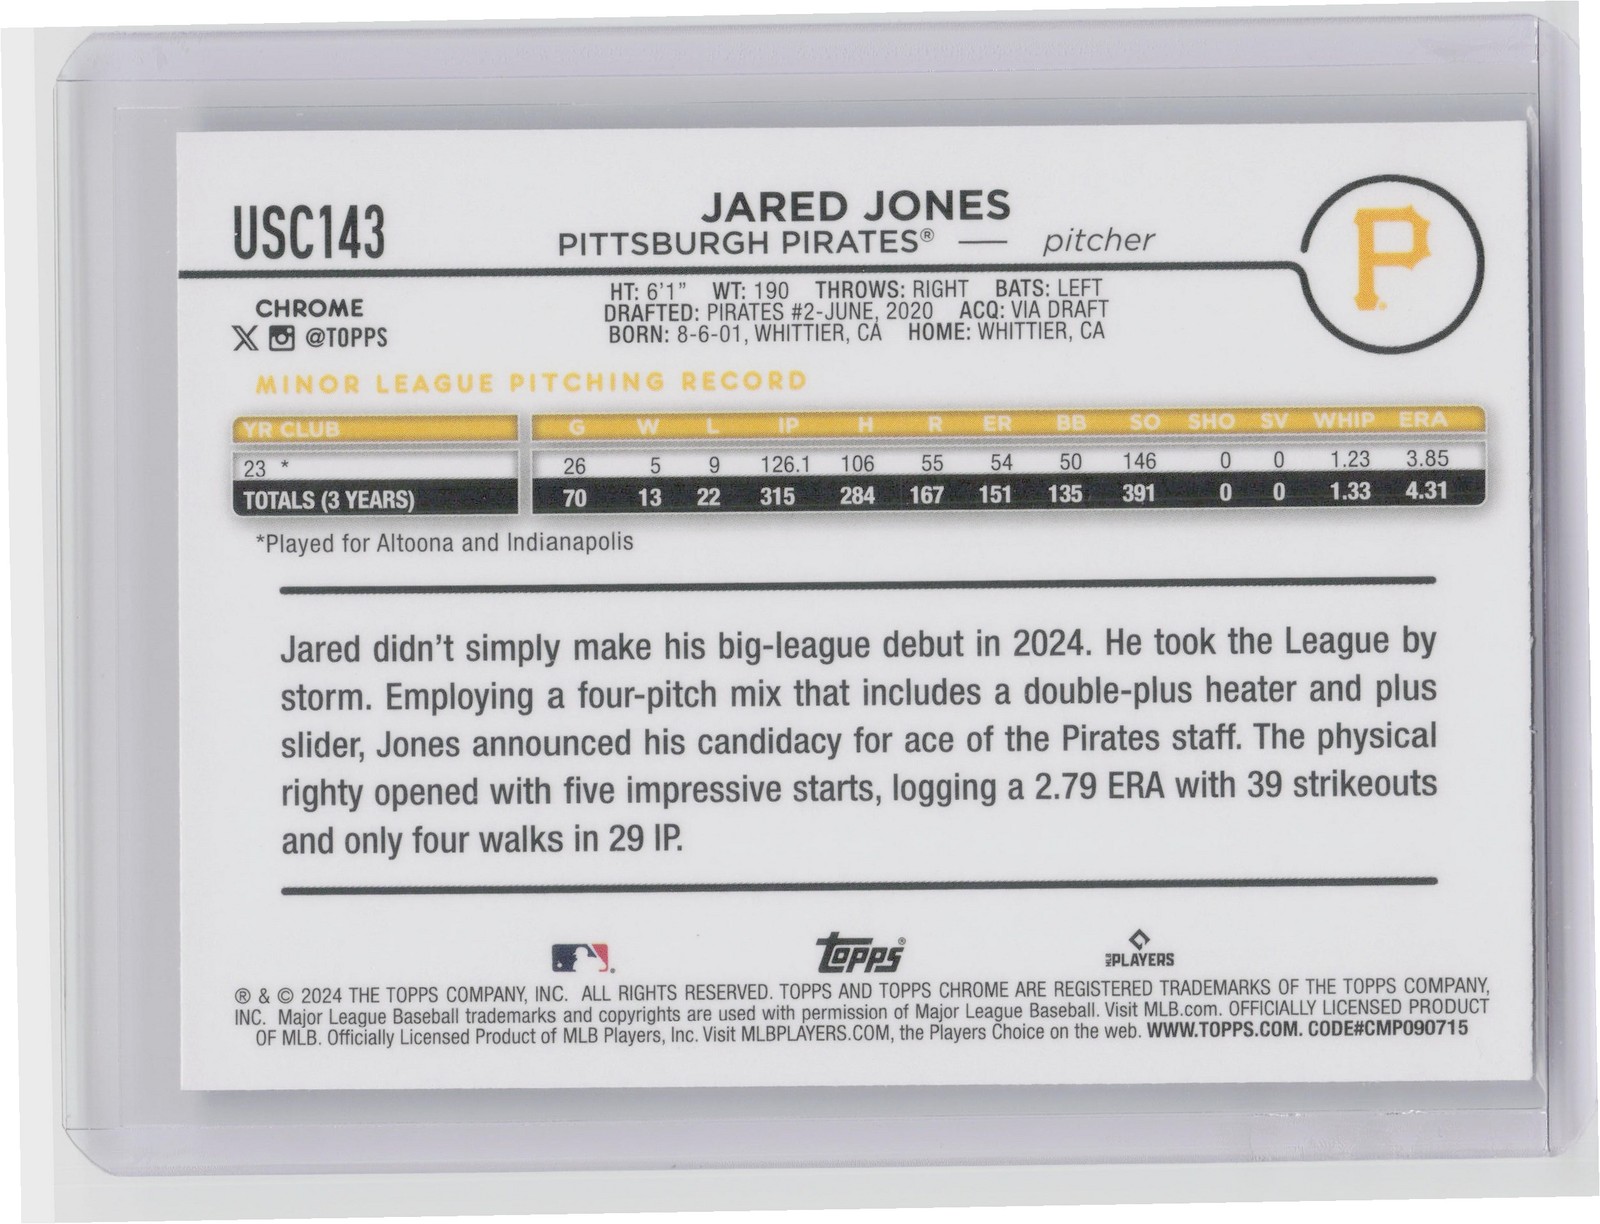 USC143
JARED JONES
PITTSBURGH PIRATES® — pitcher
P
CHROME
X @TOPPS
HT: 6'1" WT: 190 THROWS: RIGHT BATS: LEFT
DRAFTED: PIRATES #2-JUNE, 2020 ACQ: VIA DRAFT
BORN: 8-6-01, WHITTIER, CA HOME: WHITTIER, CA
MINOR LEAGUE PITCHING RECORD
YR CLUB G W L IP H R ER BB SO SHO SV WHIP ERA
23 * 26 5 9 126.1 106 55 54 50 146 0 0 1.23 3.85
TOTALS (3 YEARS) 70 13 22 315 284 167 151 135 391 0 0 1.33 4.31
*Played for Altoona and Indianapolis
Jared didn't simply make his big-league debut in 2024. He took the League by
storm. Employing a four-pitch mix that includes a double-plus heater and plus
slider, Jones announced his candidacy for ace of the Pirates staff. The physical
righty opened with five impressive starts, logging a 2.79 ERA with 39 strikeouts
and only four walks in 29 IP.
TOPPS® MLB PLAYERS
® & © 2024 THE TOPPS COMPANY, INC. ALL RIGHTS RESERVED. TOPPS AND TOPPS CHROME ARE REGISTERED TRADEMARKS OF THE TOPPS COMPANY,
INC. Major League Baseball trademarks and copyrights are used with permission of Major League Baseball. Visit MLB.com. OFFICIALLY LICENSED PRODUCT
OF MLB. Officially Licensed Product of MLB Players, Inc. Visit MLBPLAYERS.COM, the Players Choice on the web. WWW.TOPPS.COM. CODE#CMP090715